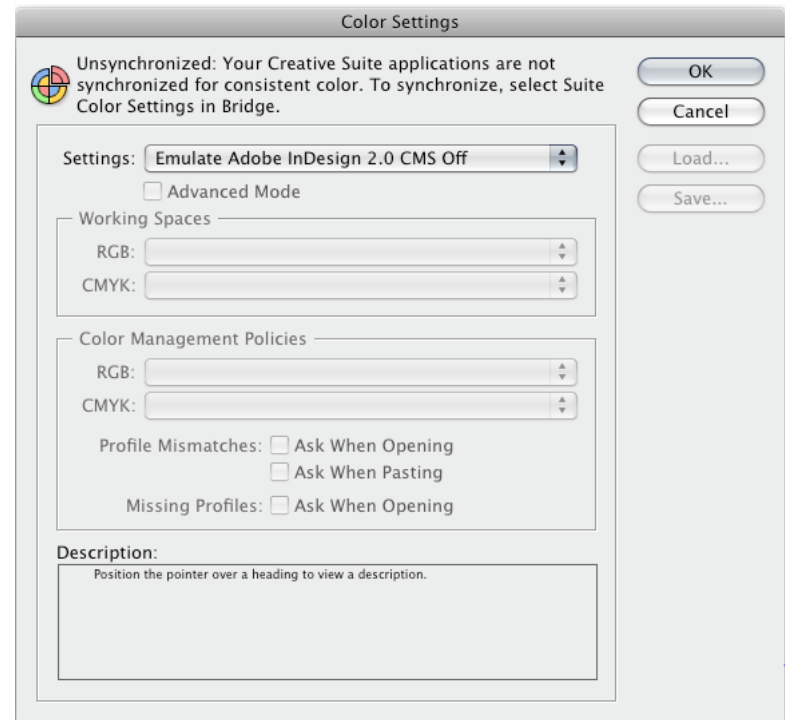 Color Settings
Unsynchronized: Your Creative Suite applications are not
synchronized for consistent color. To synchronize, select Suite
Color Settings in Bridge.
OK
Cancel
Load...
Save...
Settings: Emulate Adobe InDesign 2.0 CMS Off
Advanced Mode
Working Spaces
RGB:
CMYK:
Color Management Policies
RGB:
CMYK:
Profile Mismatches: Ask When Opening
Ask When Pasting
Missing Profiles: Ask When Opening
Description:
Position the pointer over a heading to view a description.